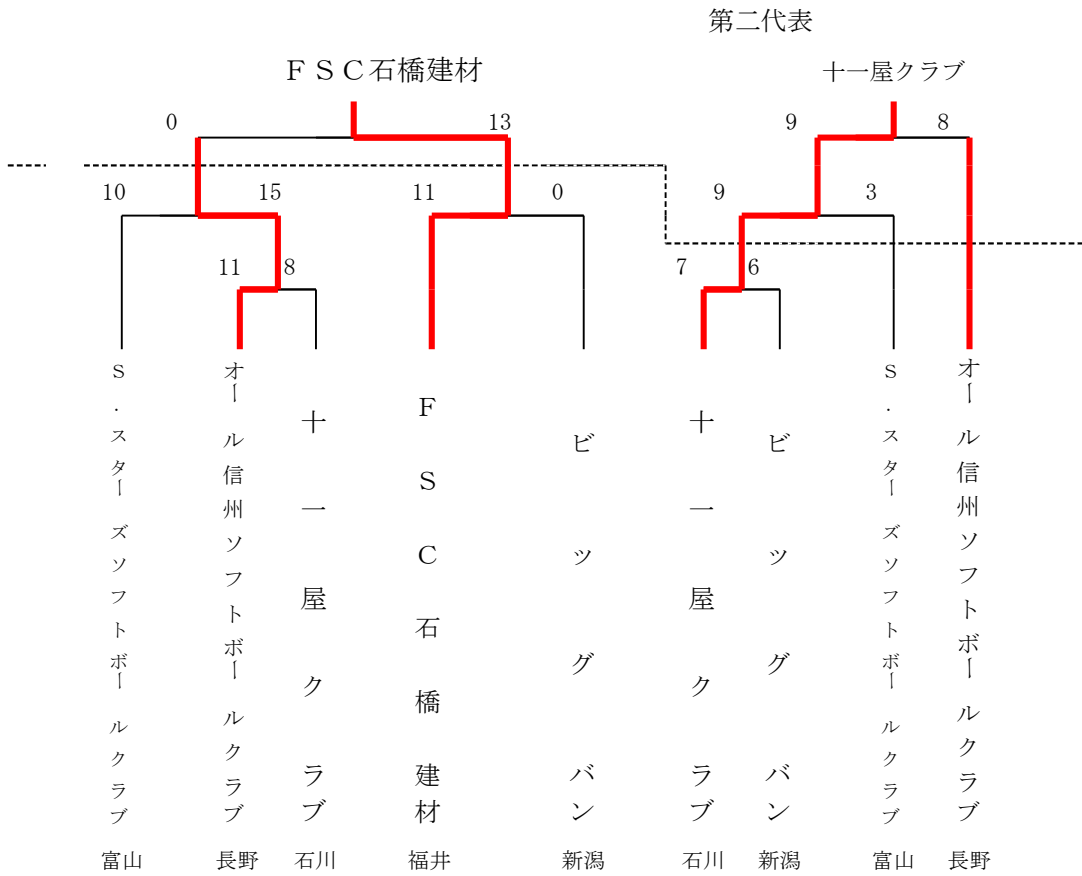 第二代表
ＦＳＣ石橋建材
十一屋クラブ
0
13
9
8
10
15
11
0
9
3
11
8
7
6
S.スターズソフトボールクラブ
オール信州ソフトボールクラブ
十一屋クラブ
ＦＳＣ石橋建材
ビッグバン
十一屋クラブ
ビッグバン
S.スターズソフトボールクラブ
オール信州ソフトボールクラブ
富山
長野
石川
福井
新潟
石川
新潟
富山
長野